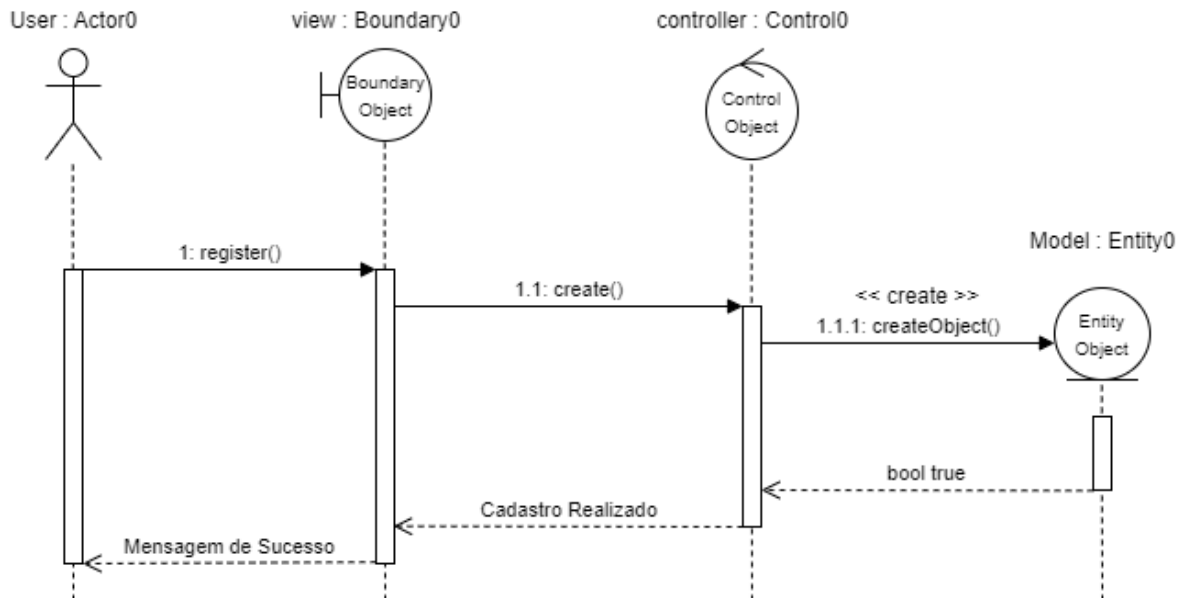 User : Actor0
view : Boundary0
controller : Control0
Boundary
Object
Control
Object
1: register()
Model : Entity0
1.1: create()
<< create >>
1.1.1: createObject()
Entity
Object
bool true
Cadastro Realizado
Mensagem de Sucesso